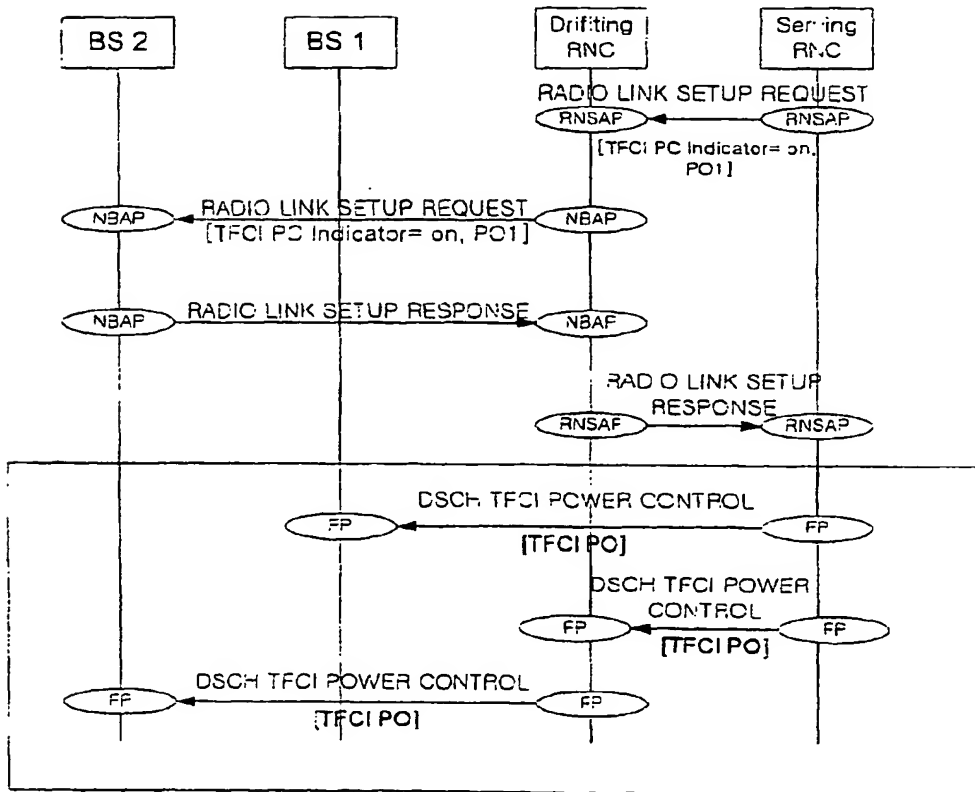 BS 2
BS 1
Drifting
RNC
Serving
RNC
RADIO LINK SETUP REQUEST
RNSAP
RNSAP
[TFCI PC Indicator= on,
PO1]
NBAP
RADIO LINK SETUP REQUEST
NBAP
[TFCI PC Indicator= on, PO1]
NBAP
RADIO LINK SETUP RESPONSE
NBAP
RADIO LINK SETUP
RESPONSE
RNSAP
RNSAP
DSCH TFCI POWER CONTROL
FP
FP
[TFCI PO]
DSCH TFCI POWER
CONTROL
FP
FP
[TFCI PO]
DSCH TFCI POWER CONTROL
FP
FP
[TFCI PO]